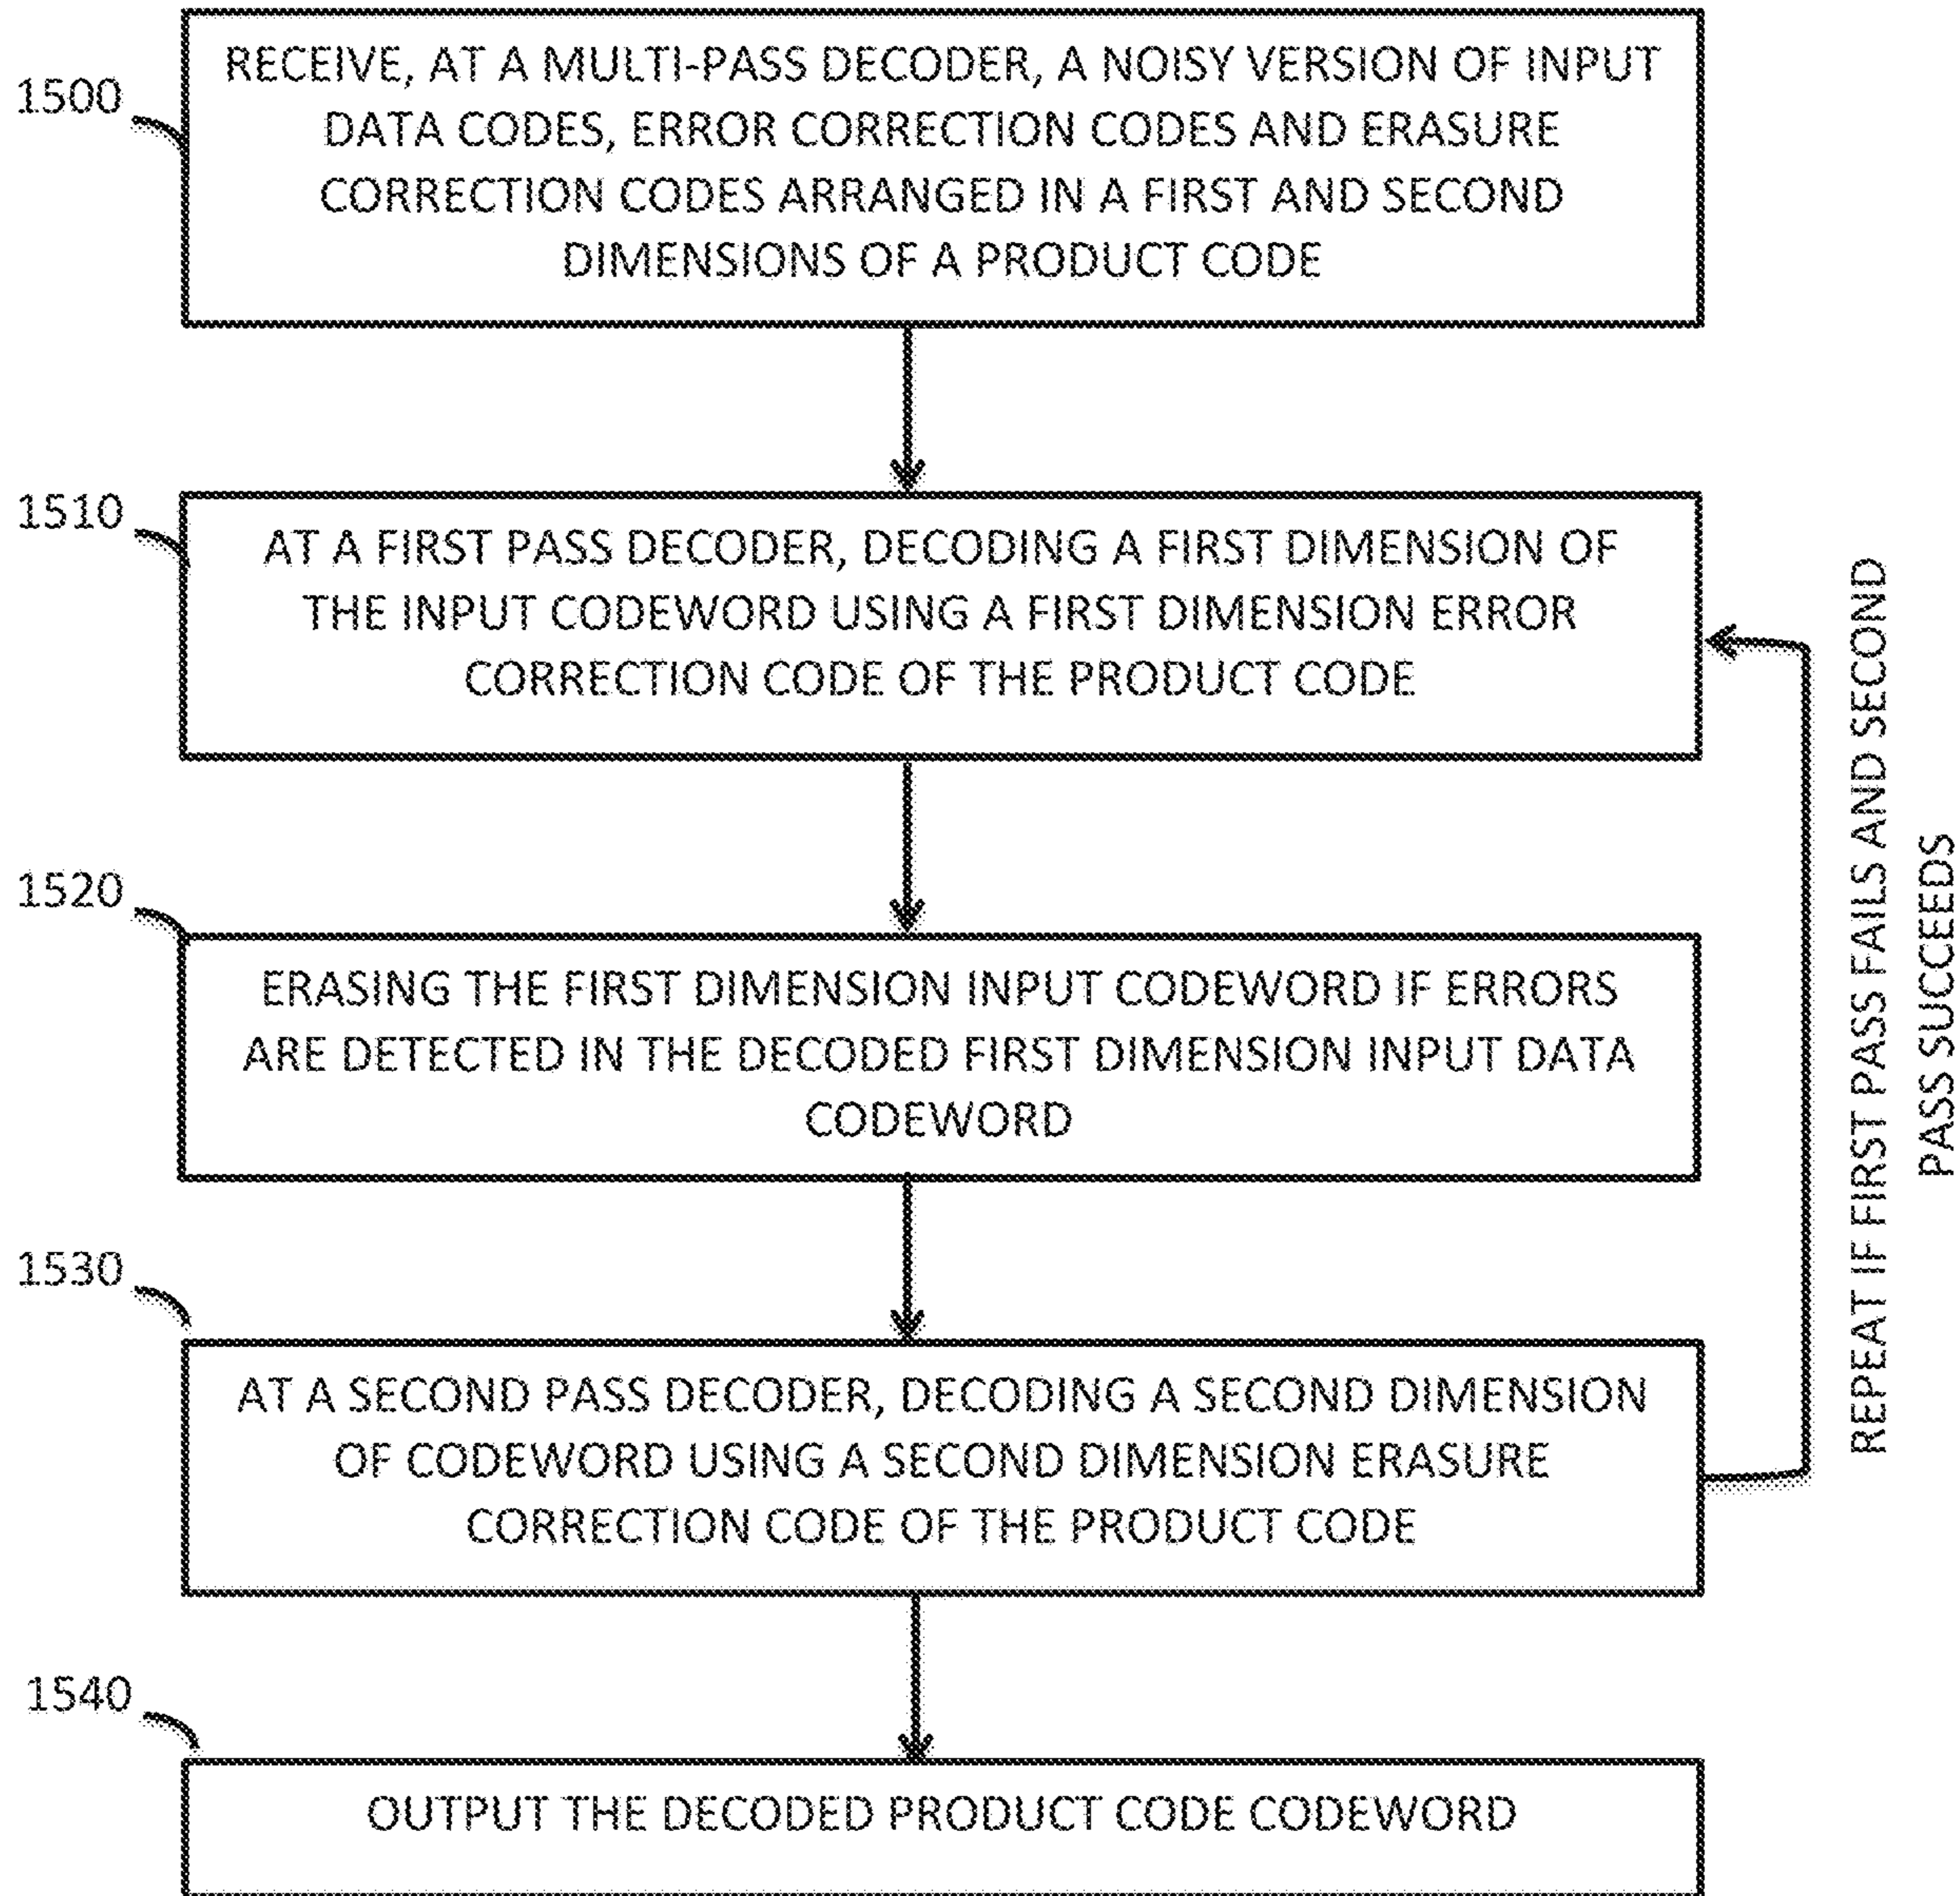 1500
RECEIVE, AT A MULTI-PASS DECODER, A NOISY VERSION OF INPUT
DATA CODES, ERROR CORRECTION CODES AND ERASURE
CORRECTION CODES ARRANGED IN A FIRST AND SECOND
DIMENSIONS OF A PRODUCT CODE
1510
AT A FIRST PASS DECODER, DECODING A FIRST DIMENSION OF
THE INPUT CODEWORD USING A FIRST DIMENSION ERROR
CORRECTION CODE OF THE PRODUCT CODE
1520
ERASING THE FIRST DIMENSION INPUT CODEWORD IF ERRORS
ARE DETECTED IN THE DECODED FIRST DIMENSION INPUT DATA
CODEWORD
1530
AT A SECOND PASS DECODER, DECODING A SECOND DIMENSION
OF CODEWORD USING A SECOND DIMENSION ERASURE
CORRECTION CODE OF THE PRODUCT CODE
REPEAT IF FIRST PASS FAILS AND SECOND
PASS SUCCEEDS
1540
OUTPUT THE DECODED PRODUCT CODE CODEWORD